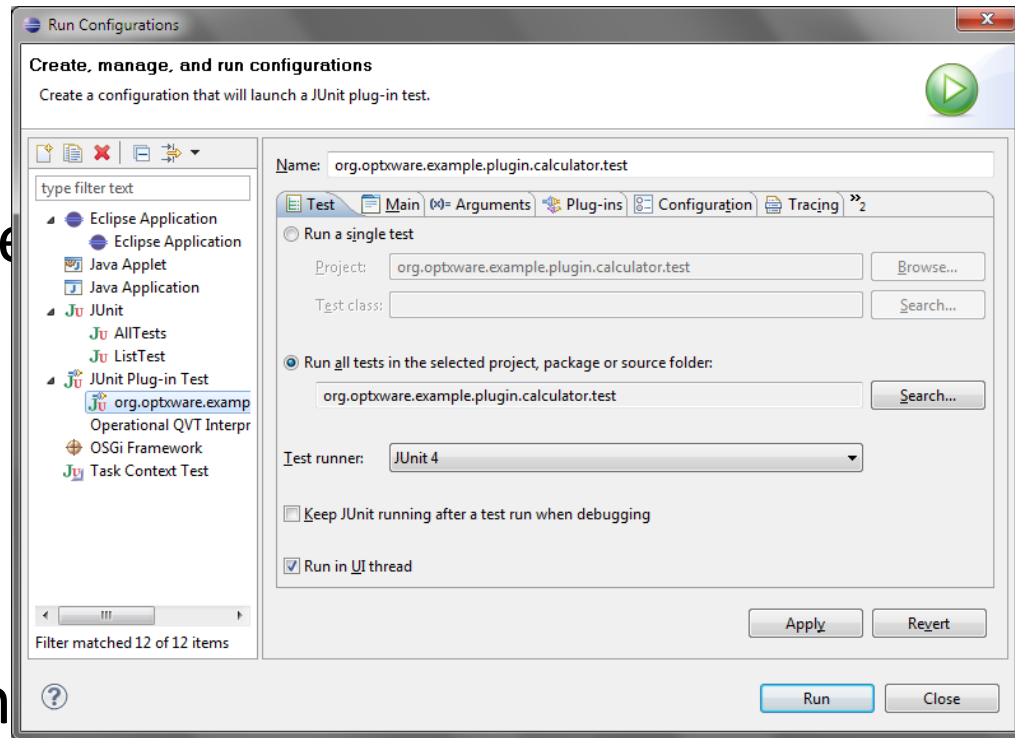 Run Configurations
Create, manage, and run configurations
Create a configuration that will launch a JUnit plug-in test.
type filter text
Eclipse Application
Eclipse Application
Java Applet
Java Application
Ju JUnit
Ju AllTests
Ju ListTest
Ju JUnit Plug-in Test
Ju org.optxware.examp
Operational QVT Interpr
OSGi Framework
Ju Task Context Test
Filter matched 12 of 12 items
Name: org.optxware.example.plugin.calculator.test
Test Main (x)= Arguments Plug-ins Configuration Tracing »2
Run a single test
Project: org.optxware.example.plugin.calculator.test Browse...
Test class: Search...
Run all tests in the selected project, package or source folder:
org.optxware.example.plugin.calculator.test Search...
Test runner: JUnit 4
Keep JUnit running after a test run when debugging
Run in UI thread
Apply Revert
? Run Close